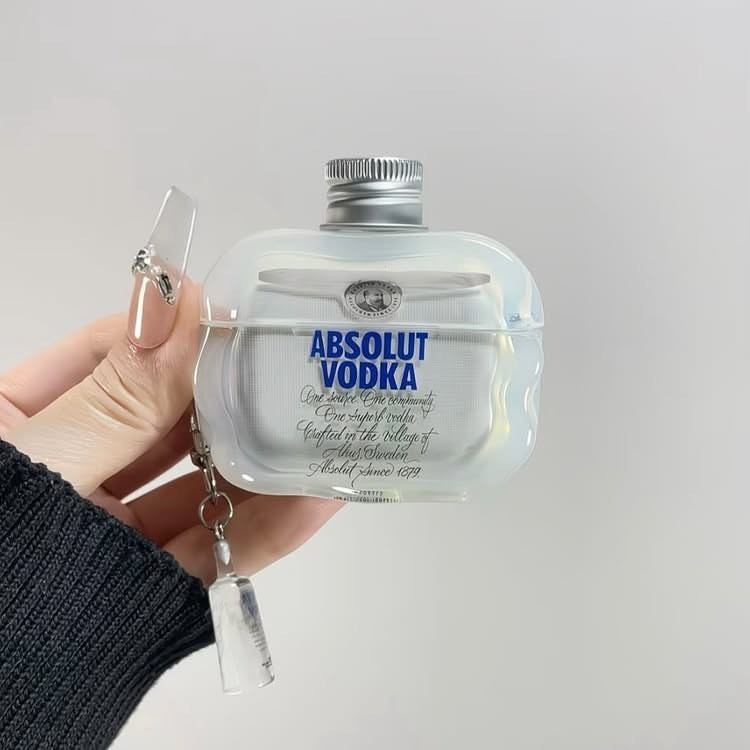 ABSOLUT
VODKA
One source. One community
One superb vodka
Crafted in the village of
Åhus, Sweden
Absolut Since 1879.